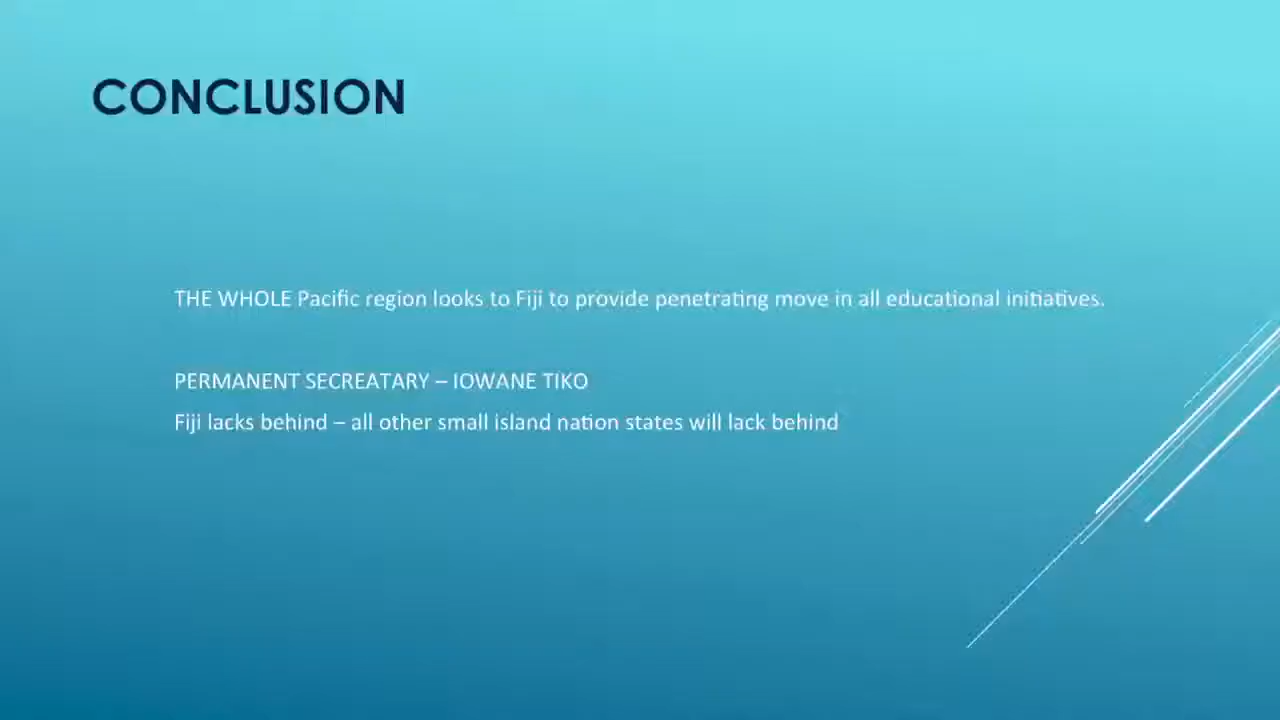 CONCLUSION
THE WHOLE Pacific region looks to Fiji to provide penetrating move in all educational initiatives.
PERMANENT SECREATARY – IOWANE TIKO
Fiji lacks behind – all other small island nation states will lack behind